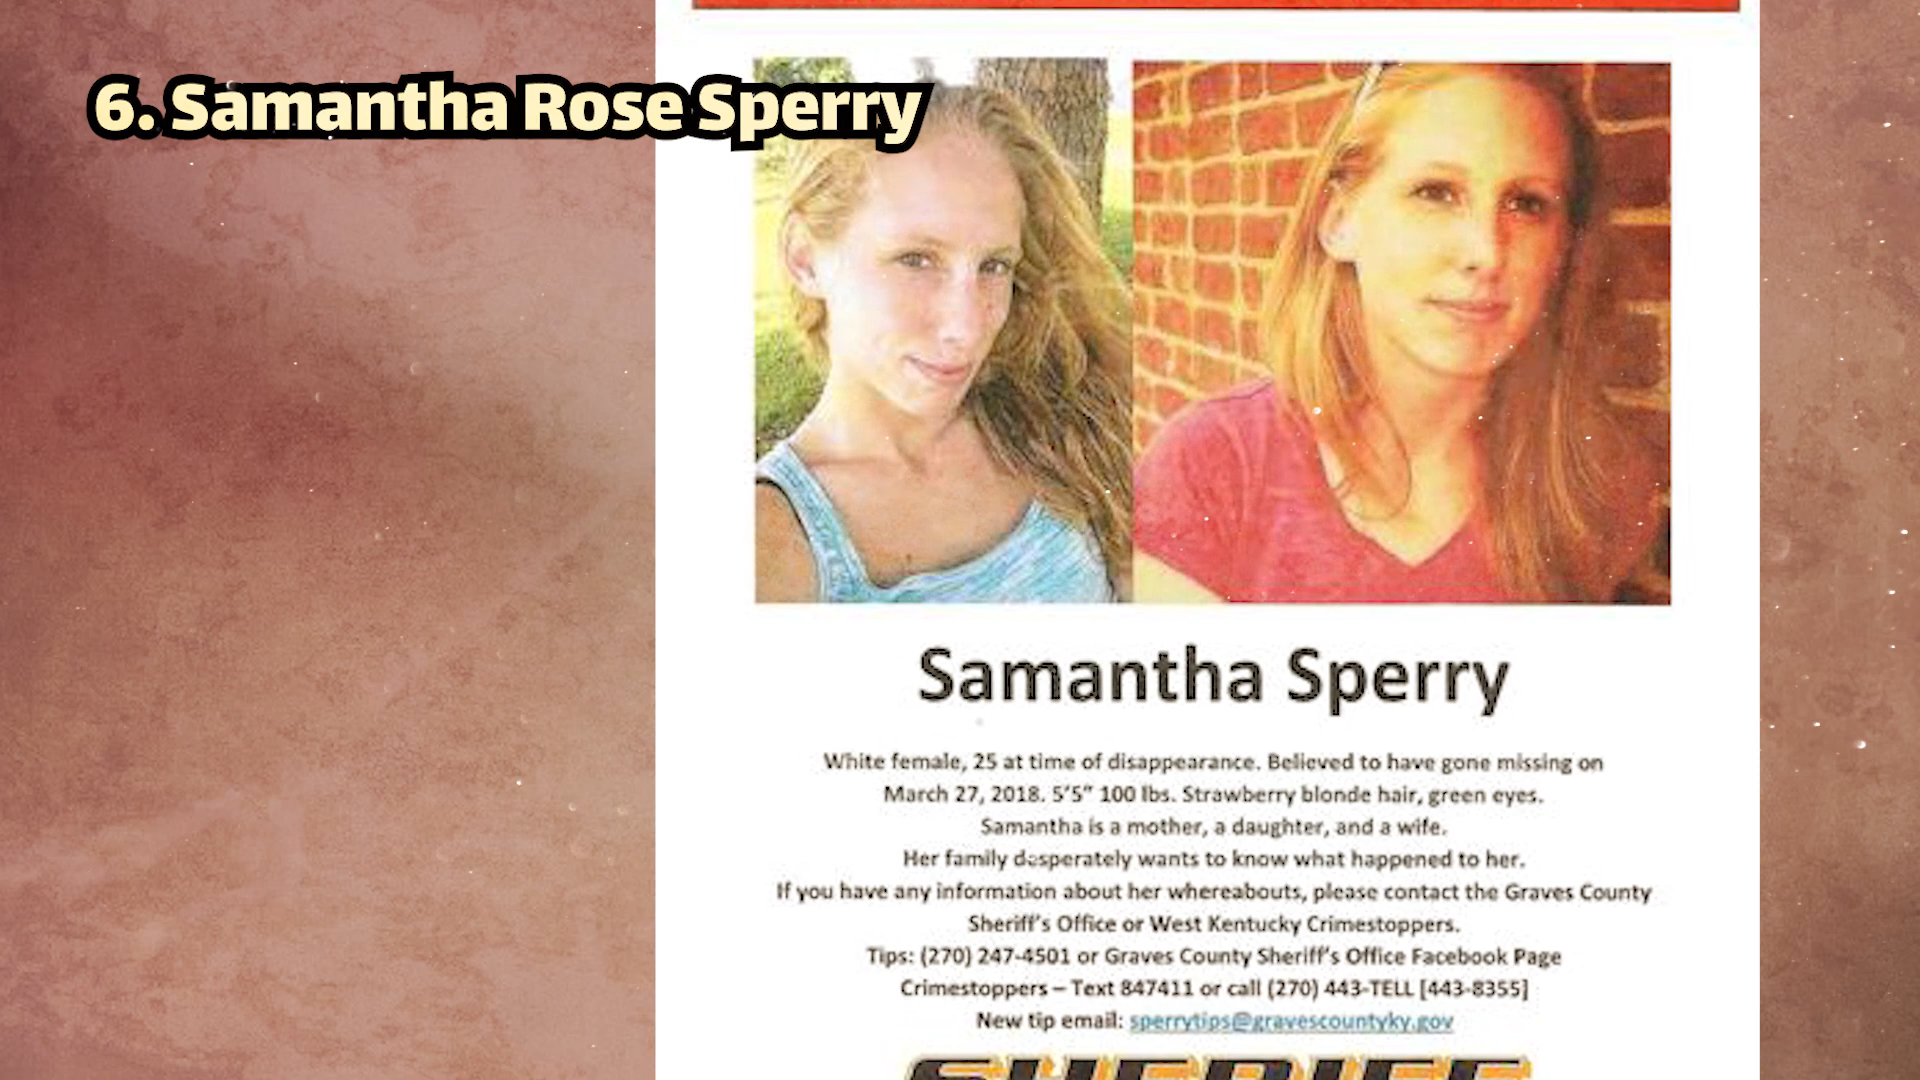 6. Samantha Rose Sperry
Samantha Sperry
White female, 25 at time of disappearance. Believed to have gone missing on
March 27, 2018. 5'5" 100 lbs. Strawberry blonde hair, green eyes.
Samantha is a mother, a daughter, and a wife.
Her family desperately wants to know what happened to her.
If you have any information about her whereabouts, please contact the Graves County
Sheriff's Office or West Kentucky Crimestoppers.
Tips: (270) 247-4501 or Graves County Sheriff's Office Facebook Page
Crimestoppers – Text 847411 or call (270) 443-TELL [443-8355]
New tip email: sperrytips@gravescountyky.gov
SHERIFF